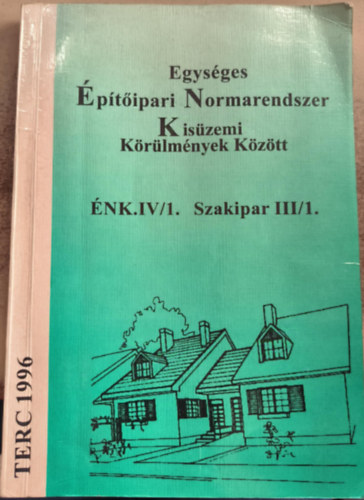 Egységes
Építőipari Normarendszer
Kisüzemi
Körülmények Között
ÉNK.IV/1. Szakipar III/1.
TERC 1996